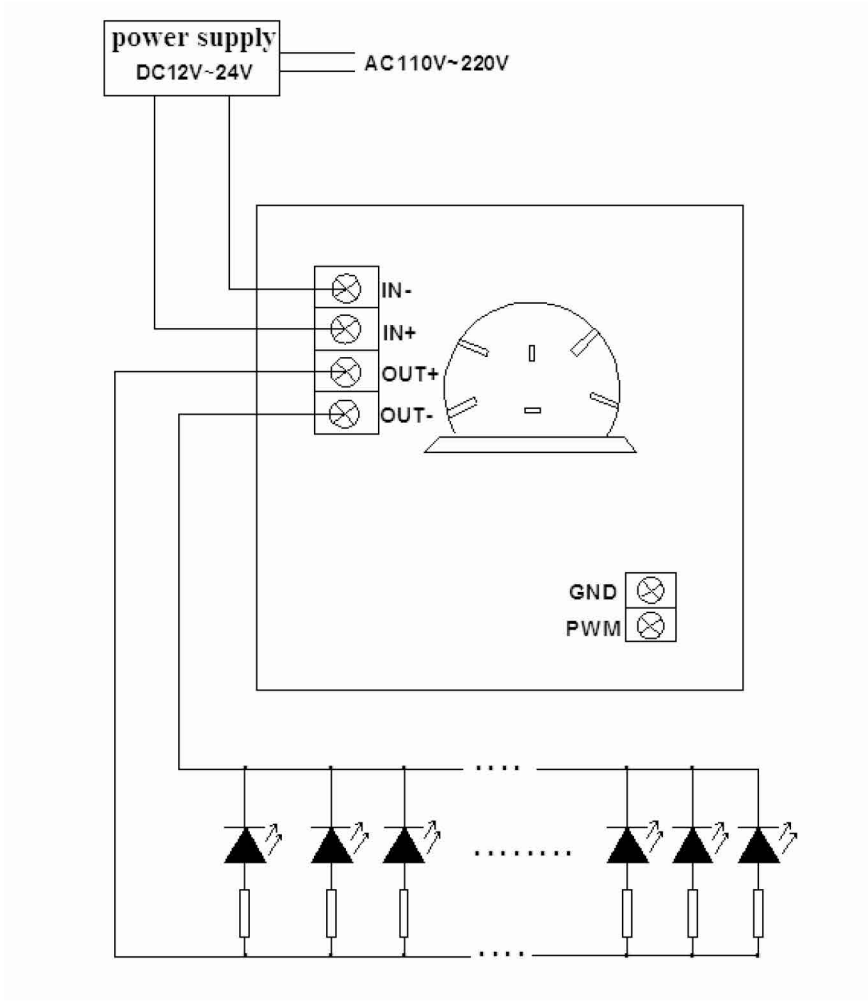 power supply
DC12V~24V
AC110V~220V
IN-
IN+
OUT+
OUT-
GND
PWM